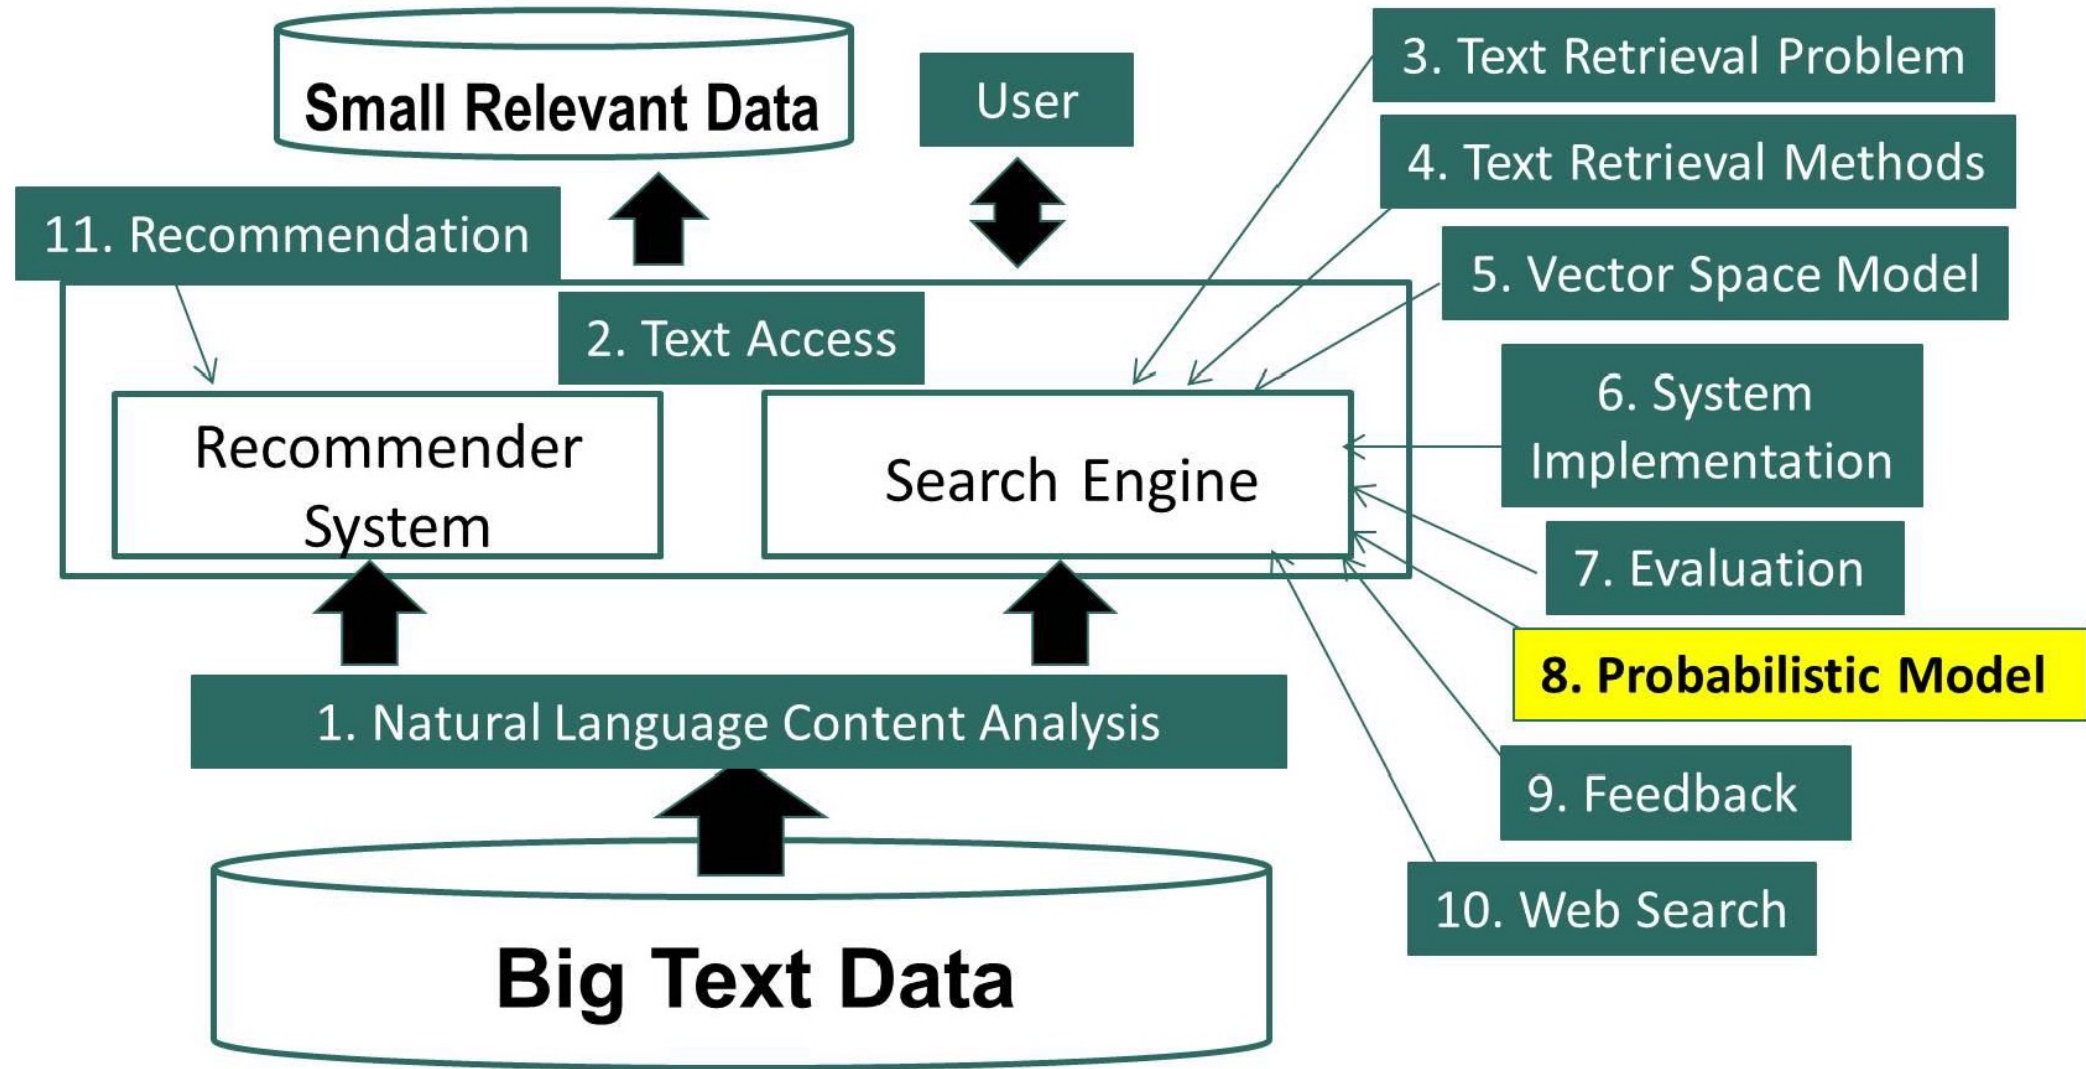 Small Relevant Data
User
3. Text Retrieval Problem
4. Text Retrieval Methods
11. Recommendation
5. Vector Space Model
2. Text Access
6. System
Implementation
Recommender
System
Search Engine
7. Evaluation
8. Probabilistic Model
1. Natural Language Content Analysis
9. Feedback
10. Web Search
Big Text Data